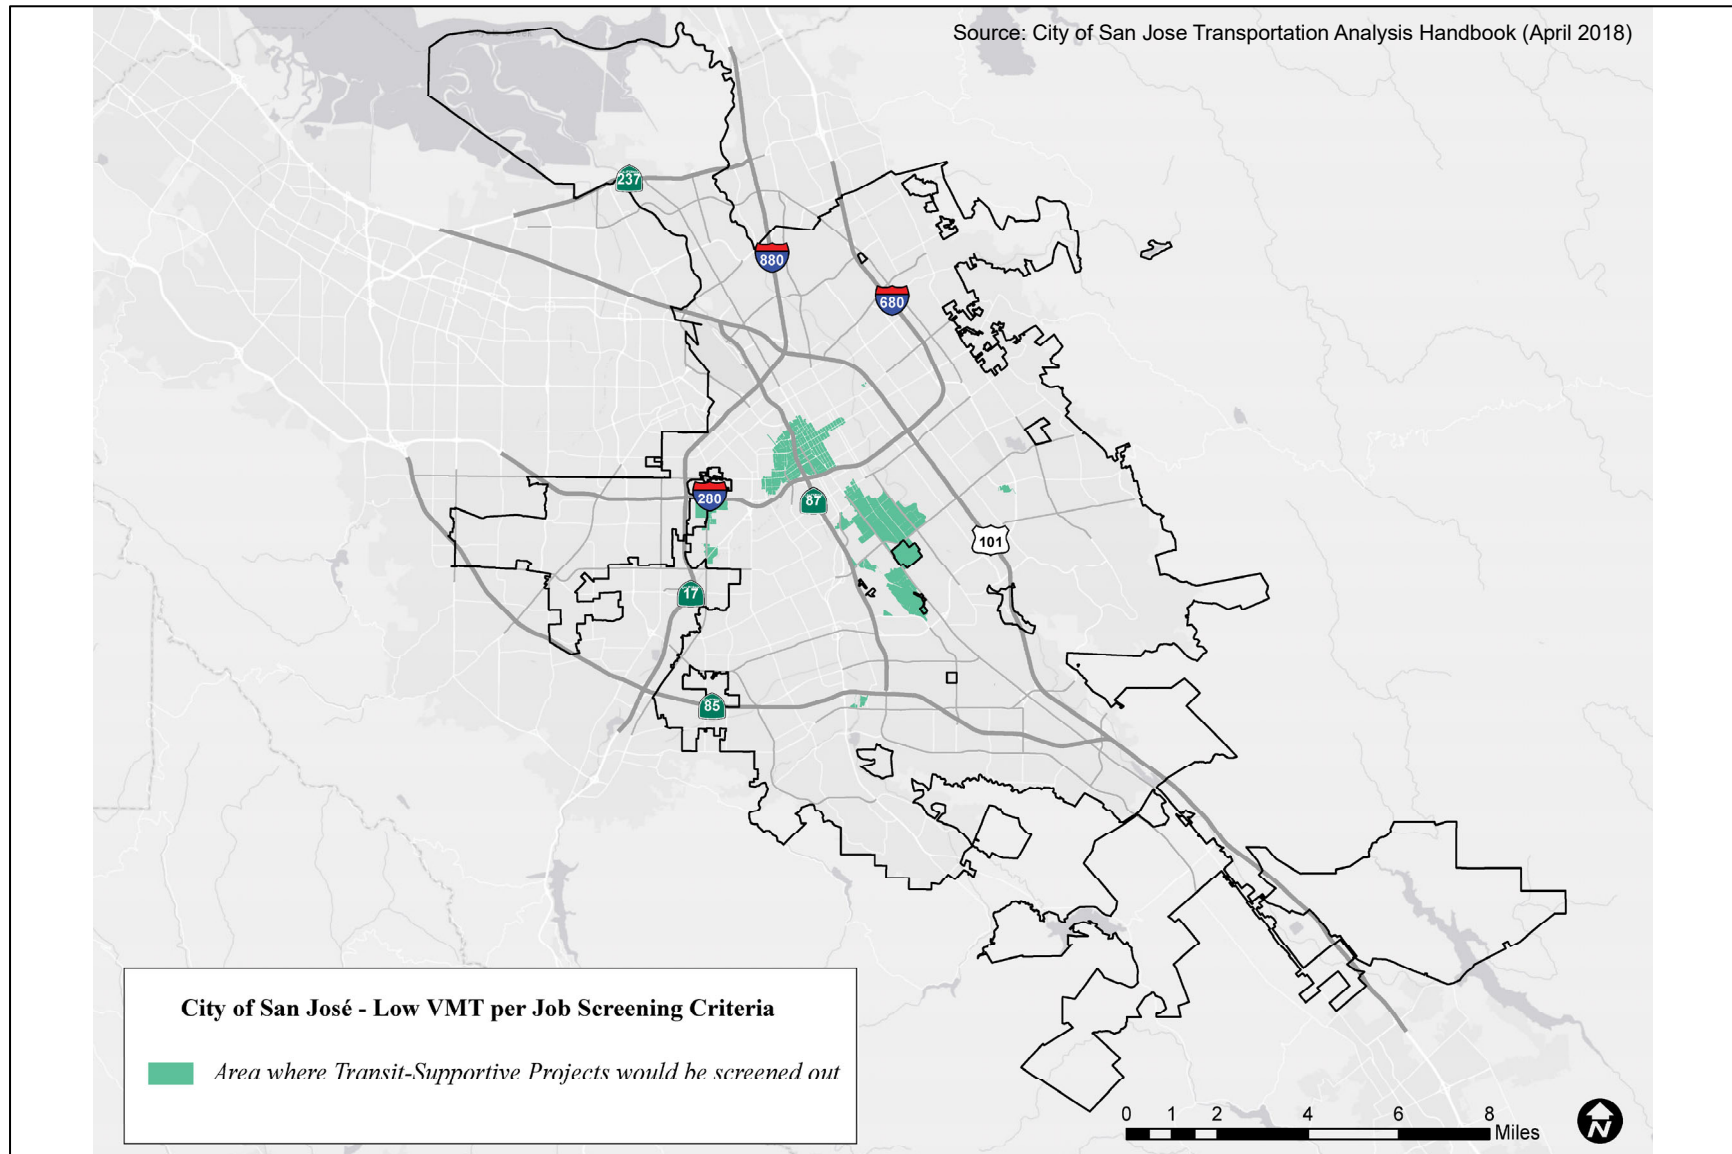 Source: City of San Jose Transportation Analysis Handbook (April 2018)
237
880
680
280
87
101
17
85
City of San José - Low VMT per Job Screening Criteria
Area where Transit-Supportive Projects would be screened out
0 1 2 4 6 8
Miles
N